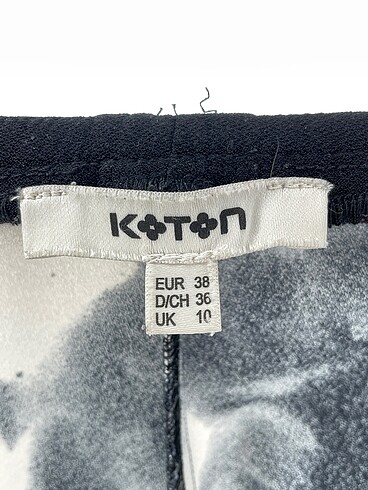 KOTON
EUR 38
D/CH 36
UK 10